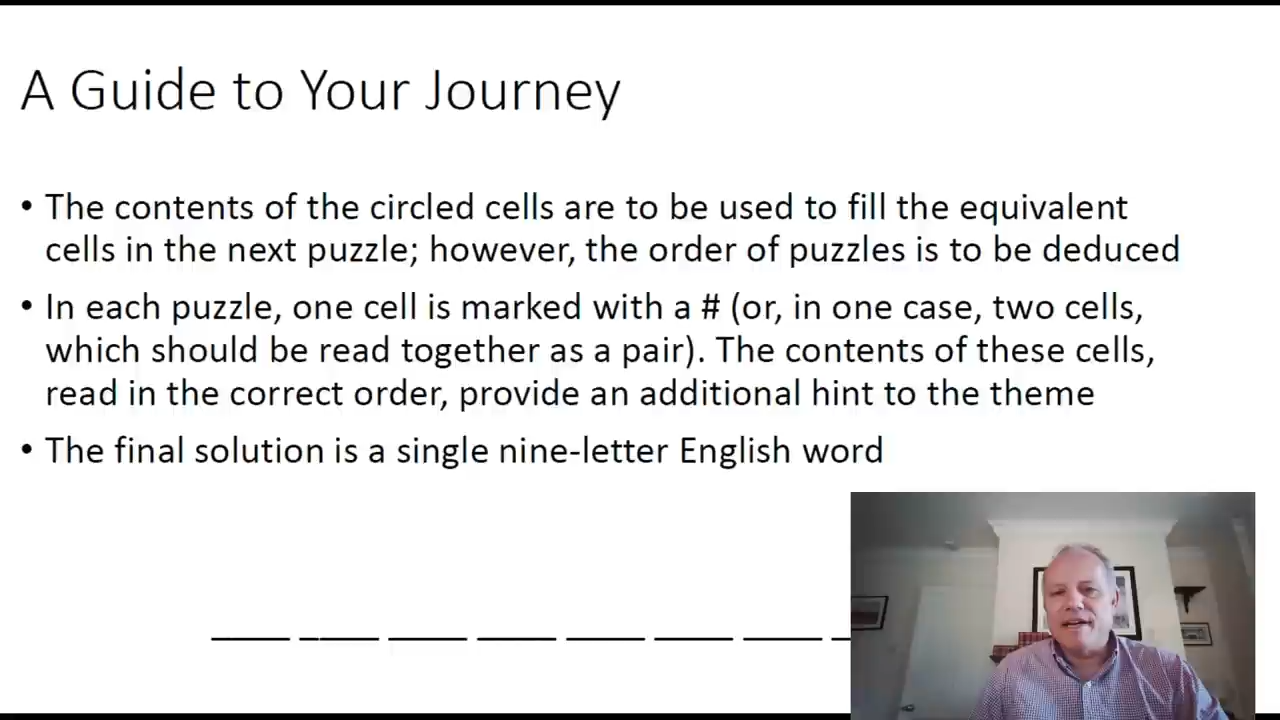 A Guide to Your Journey
• The contents of the circled cells are to be used to fill the equivalent
cells in the next puzzle; however, the order of puzzles is to be deduced
• In each puzzle, one cell is marked with a # (or, in one case, two cells,
which should be read together as a pair). The contents of these cells,
read in the correct order, provide an additional hint to the theme
• The final solution is a single nine-letter English word